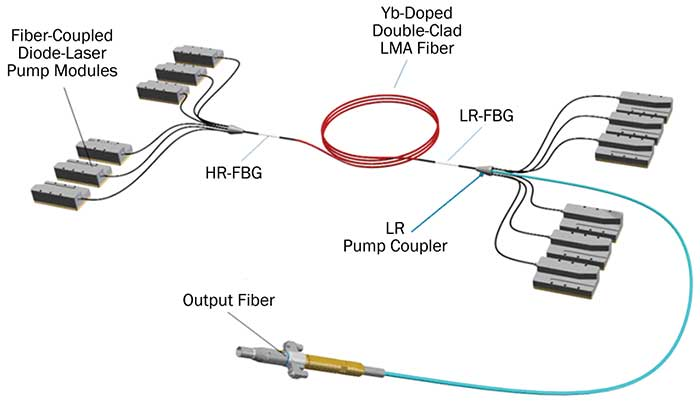 Fiber-Coupled
Diode-Laser
Pump Modules
Yb-Doped
Double-Clad
LMA Fiber
LR-FBG
HR-FBG
LR
Pump Coupler
Output Fiber